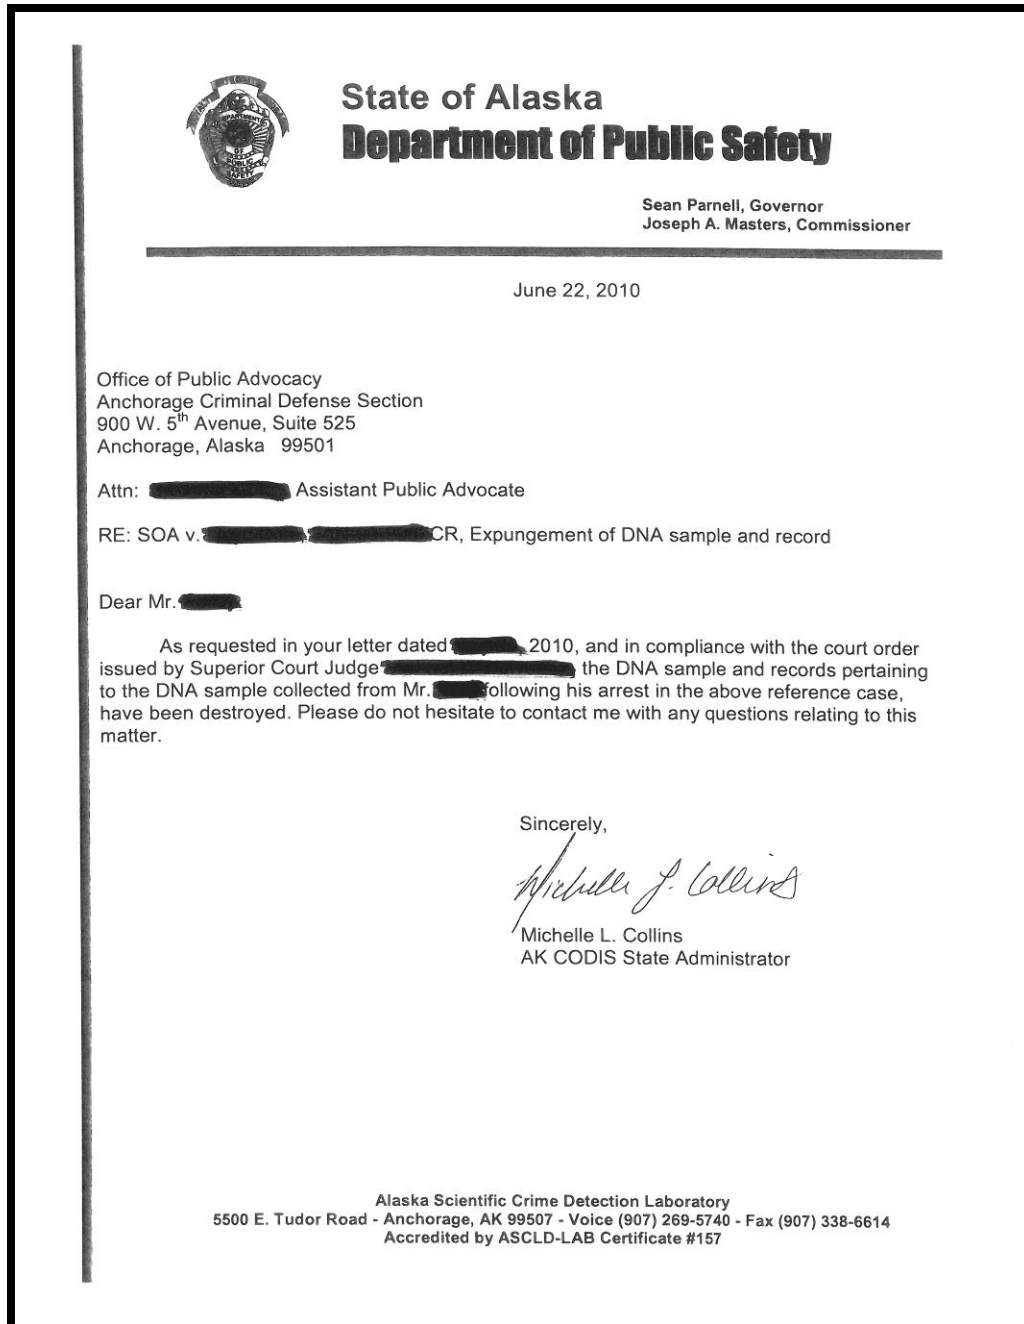 State of Alaska
Department of Public Safety
DEPARTMENT
OF
PUBLIC
SAFETY
Sean Parnell, Governor
Joseph A. Masters, Commissioner
June 22, 2010
Office of Public Advocacy
Anchorage Criminal Defense Section
900 W. 5th Avenue, Suite 525
Anchorage, Alaska 99501
Attn: Assistant Public Advocate
RE: SOA v. CR, Expungement of DNA sample and record
Dear Mr.
As requested in your letter dated 2010, and in compliance with the court order
issued by Superior Court Judge the DNA sample and records pertaining
to the DNA sample collected from Mr. following his arrest in the above reference case,
have been destroyed. Please do not hesitate to contact me with any questions relating to this
matter.
Sincerely,
Michelle L. Collins
Michelle L. Collins
AK CODIS State Administrator
Alaska Scientific Crime Detection Laboratory
5500 E. Tudor Road - Anchorage, AK 99507 - Voice (907) 269-5740 - Fax (907) 338-6614
Accredited by ASCLD-LAB Certificate #157